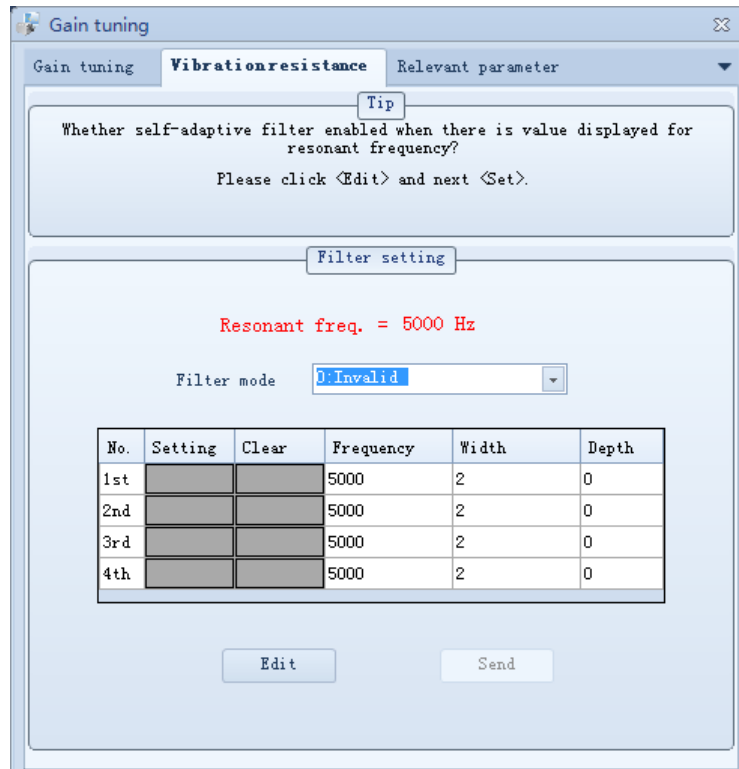 Gain tuning
Gain tuning Vibrationresistance Relevant parameter
Tip
Whether self-adaptive filter enabled when there is value displayed for
resonant frequency?
Please click <Edit> and next <Set>.
Filter setting
Resonant freq. = 5000 Hz
Filter mode 0:Invalid
No. Setting Clear Frequency Width Depth
1st 5000 2 0
2nd 5000 2 0
3rd 5000 2 0
4th 5000 2 0
Edit Send